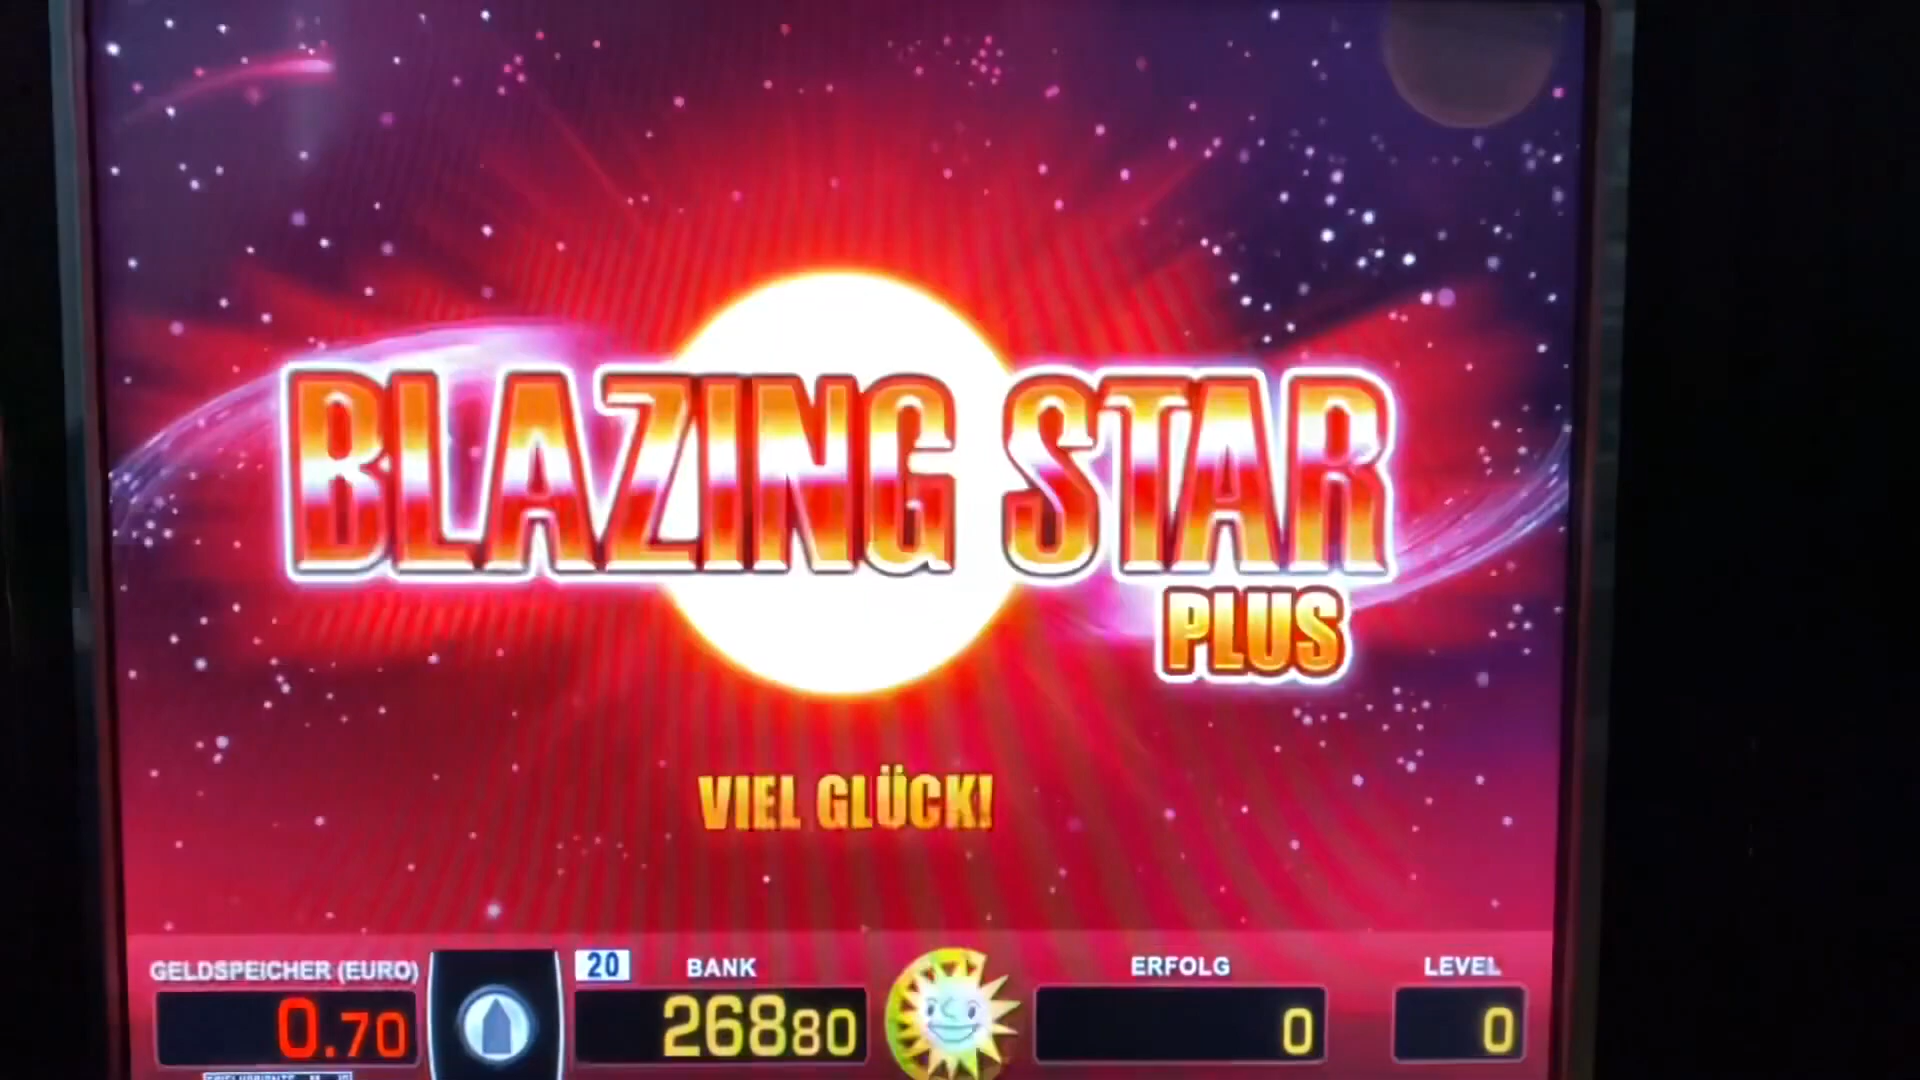 BLAZING STAR
PLUS
VIEL GLÜCK!
GELDSPEICHER (EURO)
20
BANK
ERFOLG
LEVEL
0.70
26880
0
0